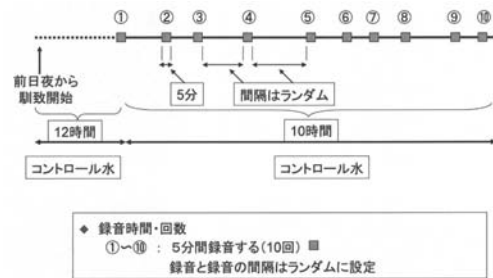 ① ② ③ ④ ⑤ ⑥ ⑦ ⑧ ⑨ ⑩
前日夜から
馴致開始
5分
間隔はランダム
12時間
10時間
コントロール水
コントロール水
◆ 録音時間・回数
①～⑩ : 5分間録音する(10回)
録音と録音の間隔はランダムに設定